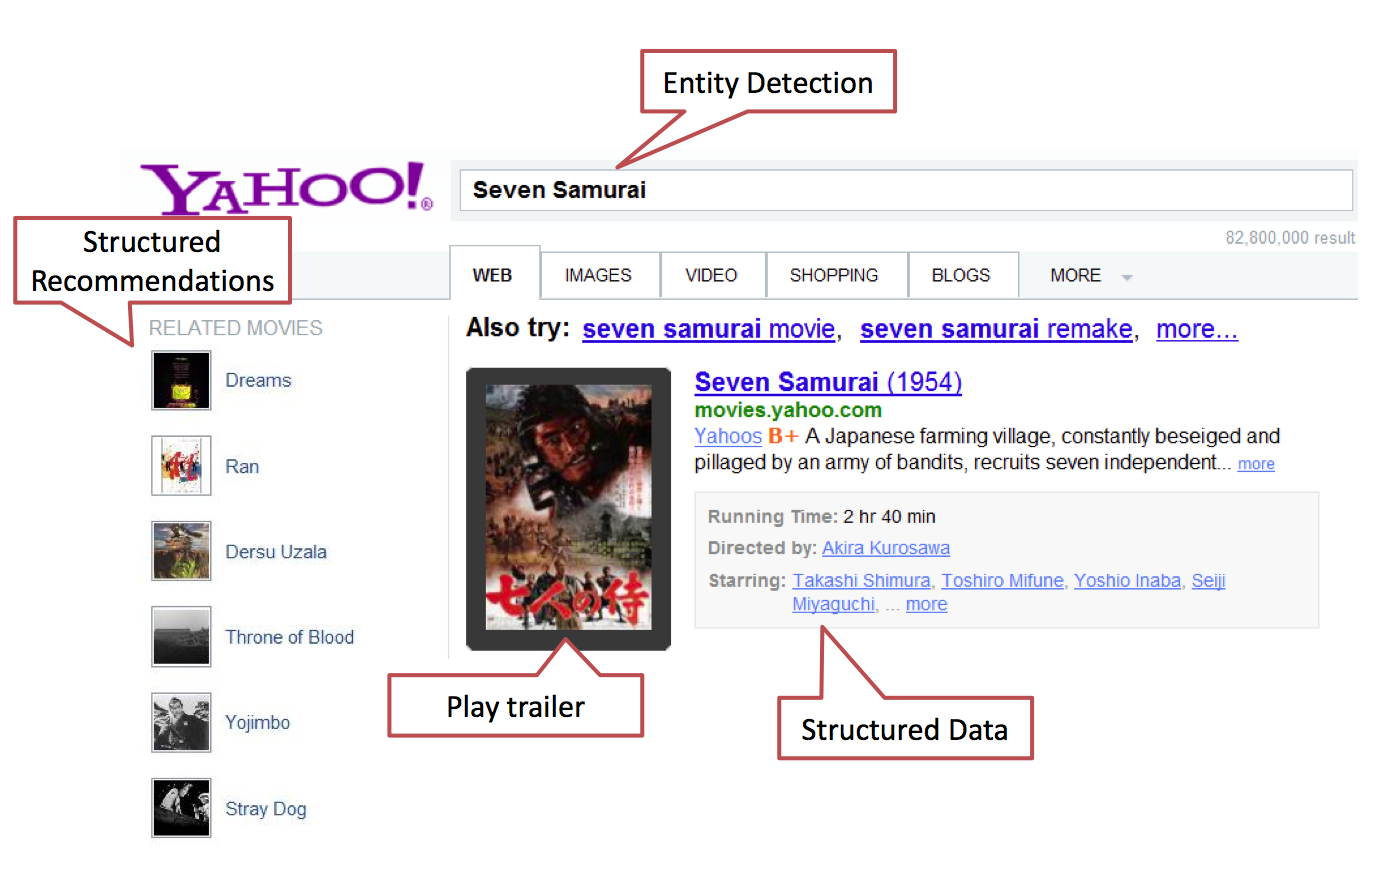 Entity Detection
YAHOO!®
Seven Samurai
82,800,000 result
Structured
Recommendations
WEB IMAGES VIDEO SHOPPING BLOGS MORE
RELATED MOVIES
Dreams
Ran
Dersu Uzala
Throne of Blood
Yojimbo
Stray Dog
Also try: seven samurai movie, seven samurai remake, more...
Seven Samurai (1954)
movies.yahoo.com
Yahoos B+ A Japanese farming village, constantly beseiged and
pillaged by an army of bandits, recruits seven independent... more
七人の侍
Running Time: 2 hr 40 min
Directed by: Akira Kurosawa
Starring: Takashi Shimura, Toshiro Mifune, Yoshio Inaba, Seiji
Miyaguchi, ... more
Play trailer
Structured Data